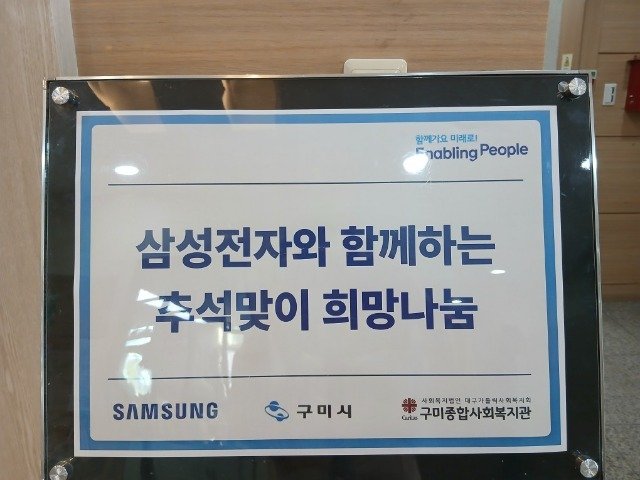 함께가요 미래로!
Enabling People
삼성전자와 함께하는
추석맞이 희망나눔
SAMSUNG
구미시
사회복지법인 대구가톨릭사회복지회
Caritas
구미종합사회복지관